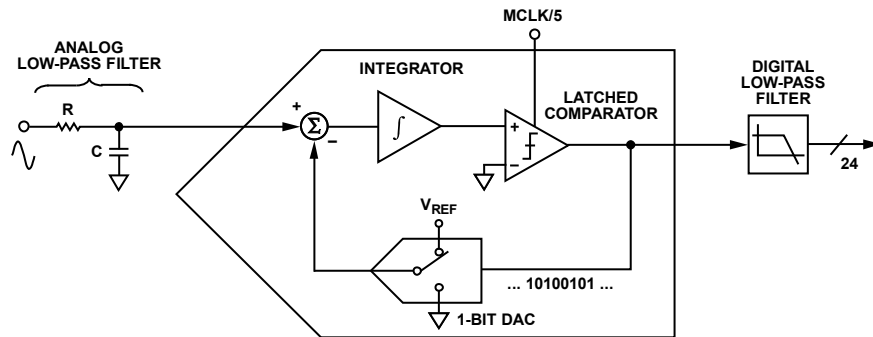 MCLK/5
ANALOG
LOW-PASS FILTER
INTEGRATOR
LATCHED
COMPARATOR
DIGITAL
LOW-PASS
FILTER
R
C
+
Σ
–
∫
+
–
24
VREF
... 10100101 ...
1-BIT DAC